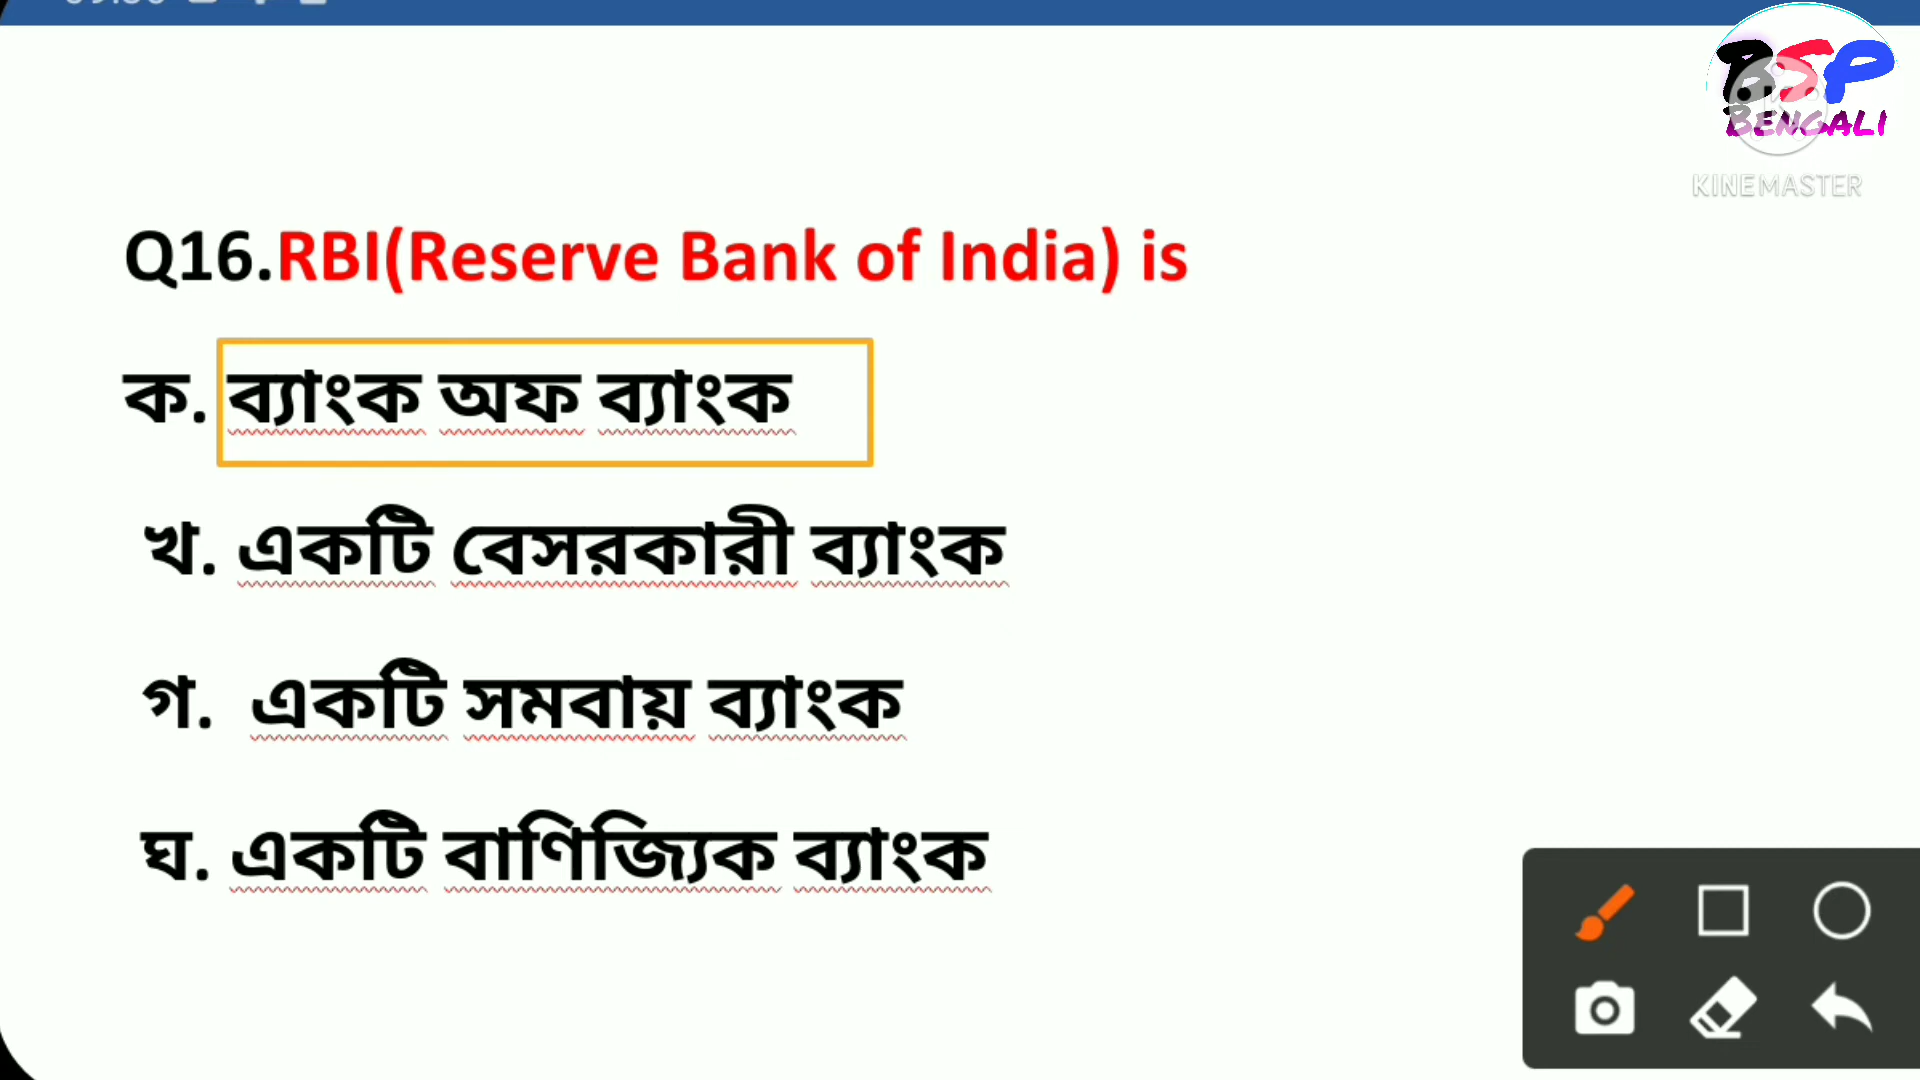 BSP
BENGALI
KINEMASTER
Q16.RBI(Reserve Bank of India) is
ক. ব্যাংক অফ ব্যাংক
খ. একটি বেসরকারী ব্যাংক
গ. একটি সমবায় ব্যাংক
ঘ. একটি বাণিজ্যিক ব্যাংক